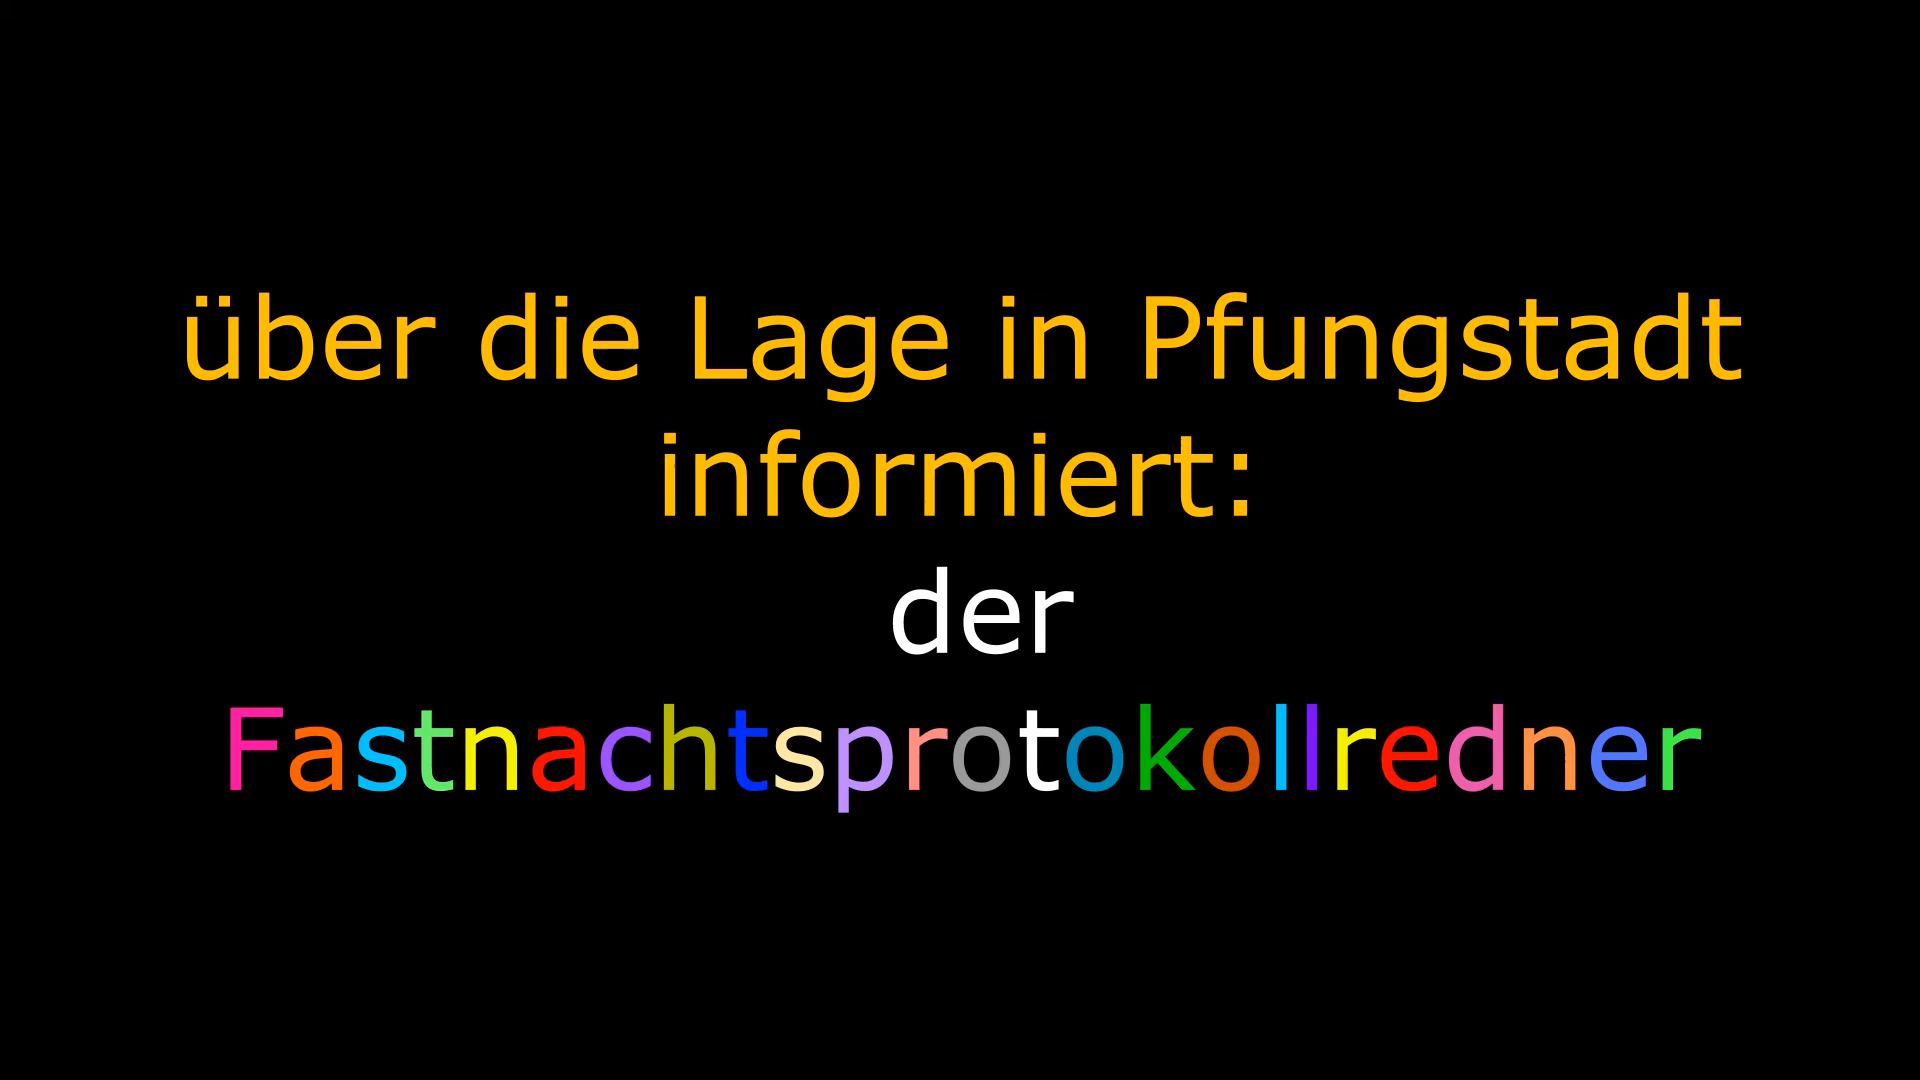 über die Lage in Pfungstadt
informiert:
der
Fastnachtsprotokollredner